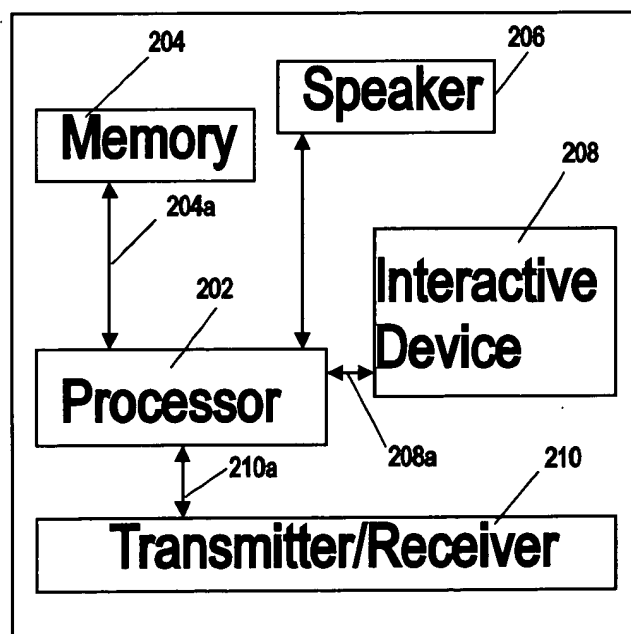 204
206
Speaker
Memory
208
204a
202
Interactive
Device
Processor
208a
210a
210
Transmitter/Receiver